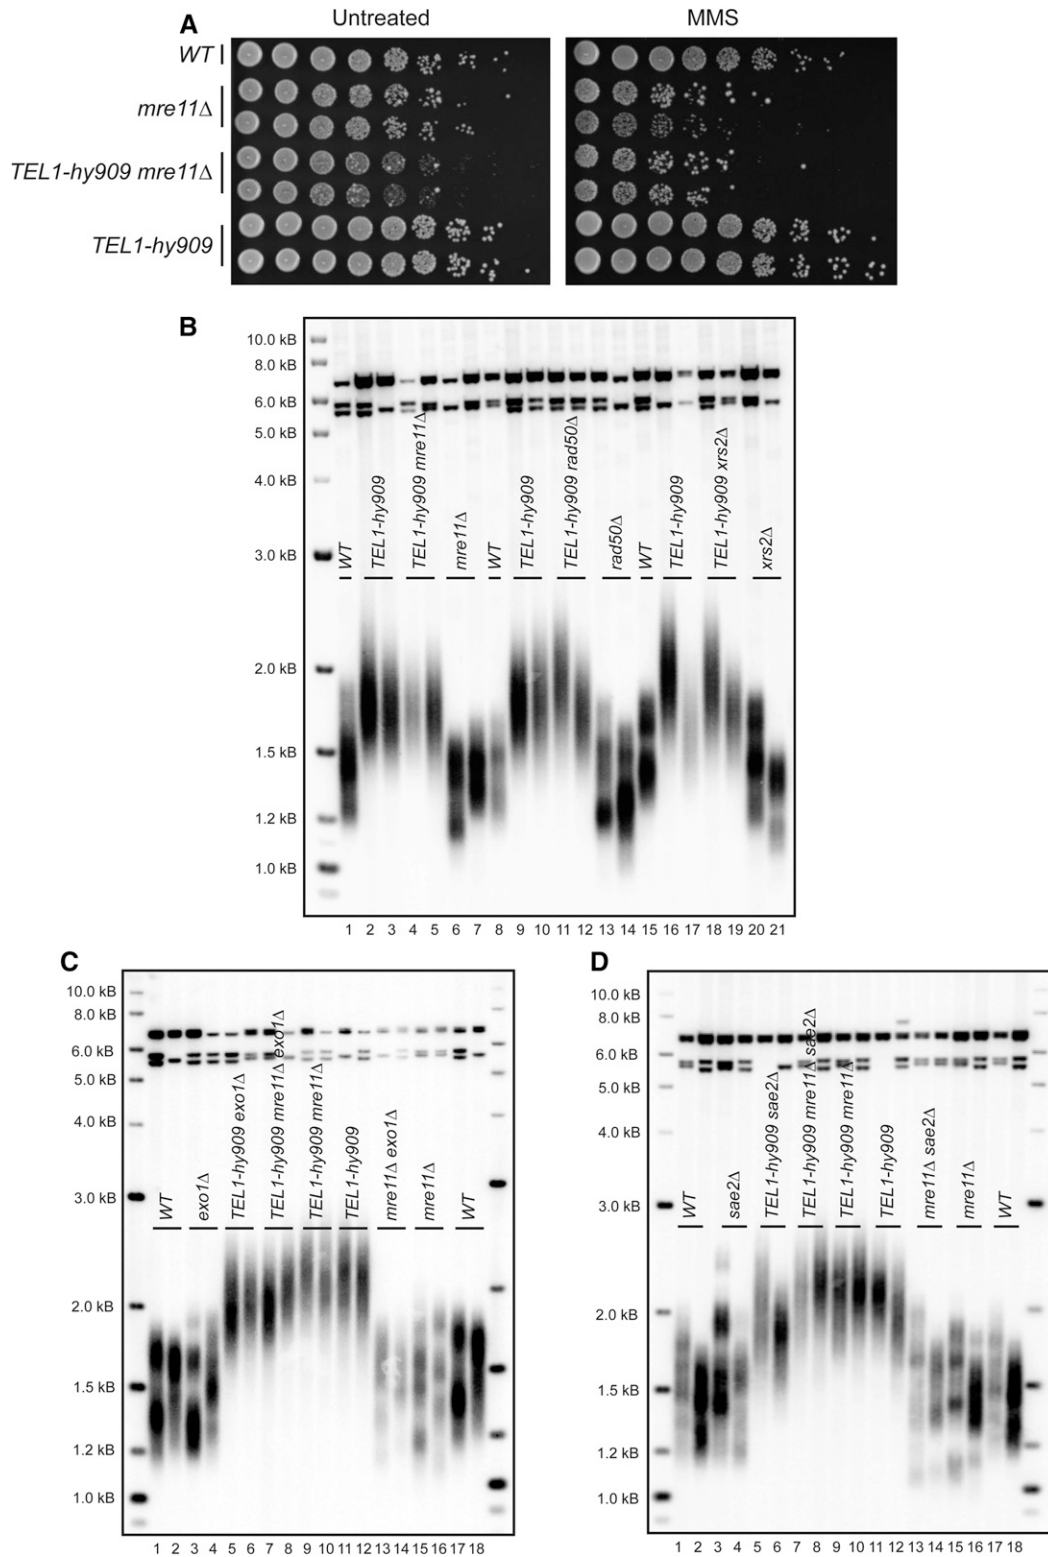 A
Untreated
MMS
WT
mre11Δ
TEL1-hy909 mre11Δ
TEL1-hy909
B
10.0 kB
8.0 kB
6.0 kB
5.0 kB
4.0 kB
3.0 kB
2.0 kB
1.5 kB
1.2 kB
1.0 kB
WT
TEL1-hy909
TEL1-hy909 mre11Δ
mre11Δ
WT
TEL1-hy909
TEL1-hy909 rad50Δ
rad50Δ
WT
TEL1-hy909
TEL1-hy909 xrs2Δ
xrs2Δ
1 2 3 4 5 6 7 8 9 10 11 12 13 14 15 16 17 18 19 20 21
C
10.0 kB
8.0 kB
6.0 kB
5.0 kB
4.0 kB
3.0 kB
2.0 kB
1.5 kB
1.2 kB
1.0 kB
WT
exo1Δ
TEL1-hy909 exo1Δ
TEL1-hy909 mre11Δ exo1Δ
TEL1-hy909 mre11Δ
TEL1-hy909
mre11Δ exo1Δ
mre11Δ
WT
1 2 3 4 5 6 7 8 9 10 11 12 13 14 15 16 17 18
D
10.0 kB
8.0 kB
6.0 kB
5.0 kB
4.0 kB
3.0 kB
2.0 kB
1.5 kB
1.2 kB
1.0 kB
WT
sae2Δ
TEL1-hy909 sae2Δ
TEL1-hy909 mre11Δ sae2Δ
TEL1-hy909 mre11Δ
TEL1-hy909
mre11Δ sae2Δ
mre11Δ
WT
1 2 3 4 5 6 7 8 9 10 11 12 13 14 15 16 17 18